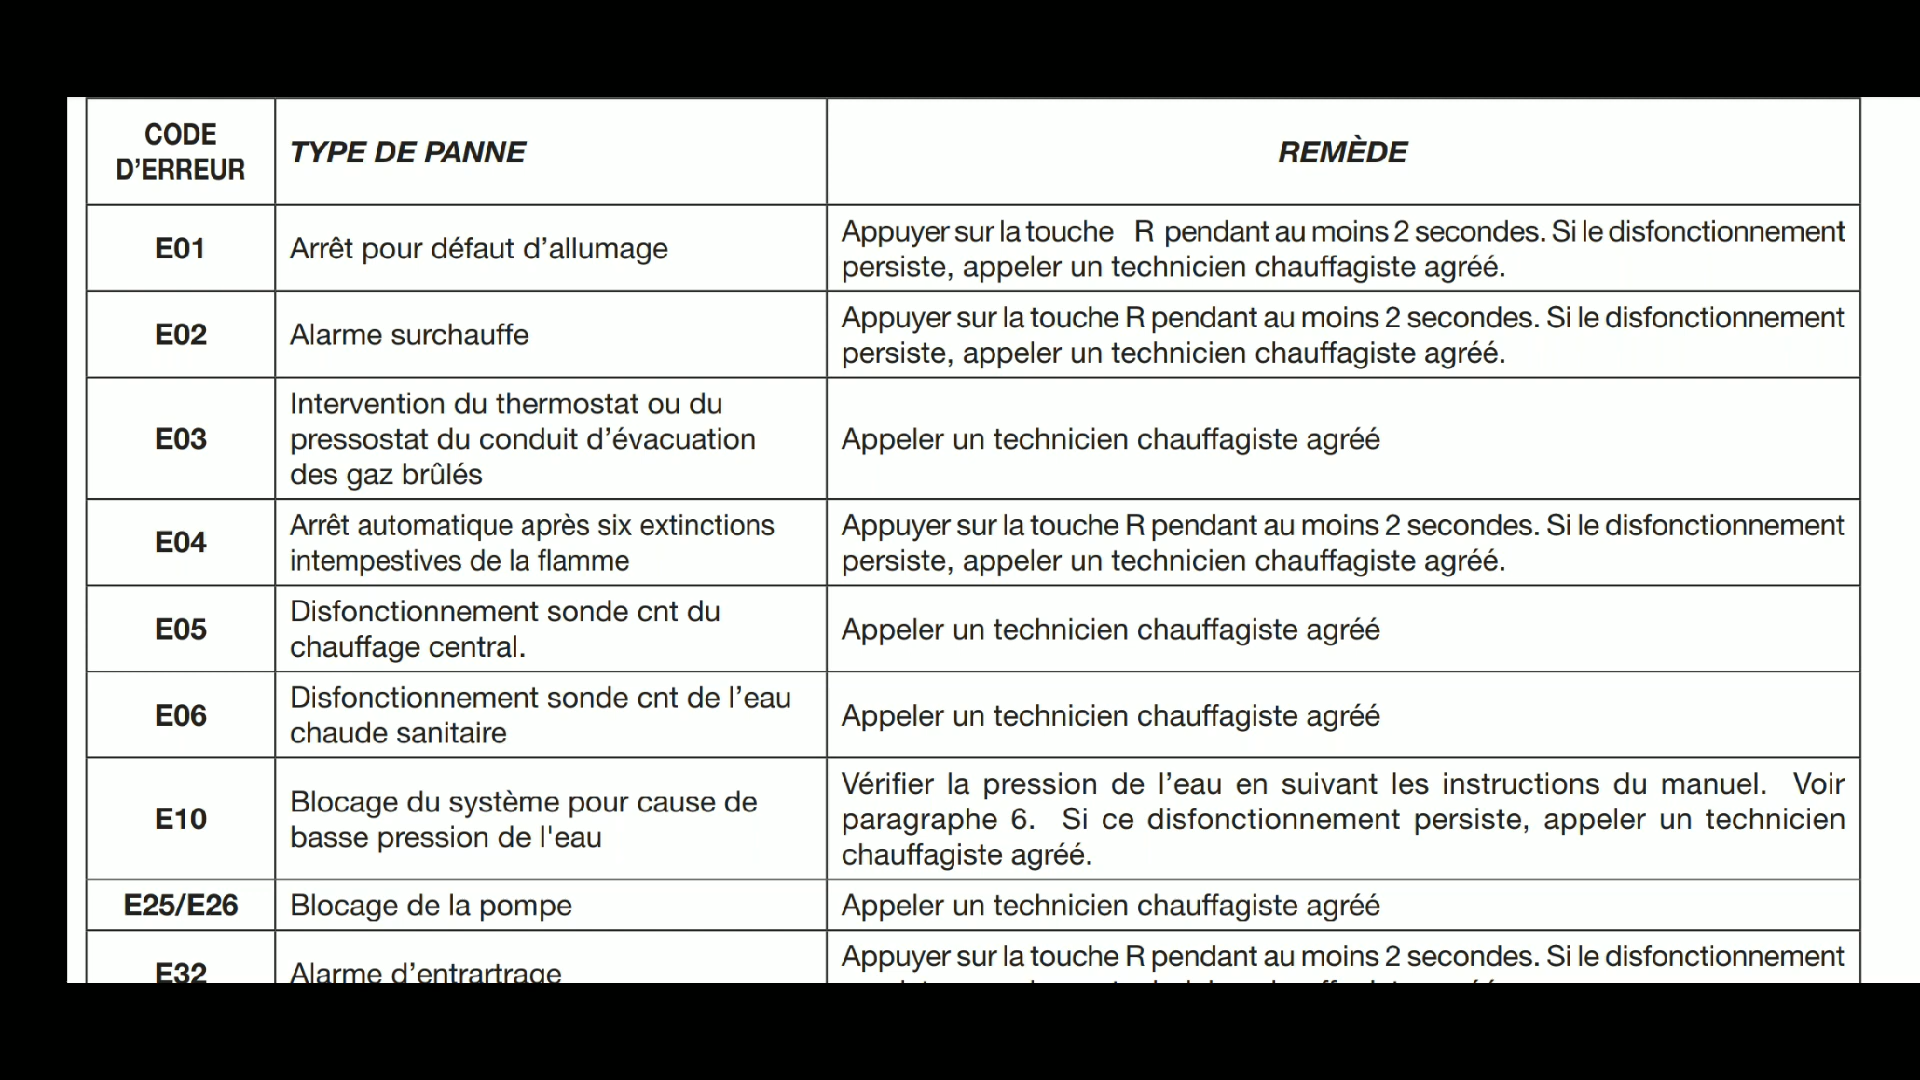 CODE
D’ERREUR
TYPE DE PANNE
REMÈDE
E01
Arrêt pour défaut d’allumage
Appuyer sur la touche R pendant au moins 2 secondes. Si le disfonctionnement
persiste, appeler un technicien chauffagiste agréé.
E02
Alarme surchauffe
Appuyer sur la touche R pendant au moins 2 secondes. Si le disfonctionnement
persiste, appeler un technicien chauffagiste agréé.
E03
Intervention du thermostat ou du
pressostat du conduit d’évacuation
des gaz brûlés
Appeler un technicien chauffagiste agréé
E04
Arrêt automatique après six extinctions
intempestives de la flamme
Appuyer sur la touche R pendant au moins 2 secondes. Si le disfonctionnement
persiste, appeler un technicien chauffagiste agréé.
E05
Disfonctionnement sonde cnt du
chauffage central.
Appeler un technicien chauffagiste agréé
E06
Disfonctionnement sonde cnt de l’eau
chaude sanitaire
Appeler un technicien chauffagiste agréé
E10
Blocage du système pour cause de
basse pression de l'eau
Vérifier la pression de l’eau en suivant les instructions du manuel. Voir
paragraphe 6. Si ce disfonctionnement persiste, appeler un technicien
chauffagiste agréé.
E25/E26
Blocage de la pompe
Appeler un technicien chauffagiste agréé
E32
Alarme d’entrartrage
Appuyer sur la touche R pendant au moins 2 secondes. Si le disfonctionnement